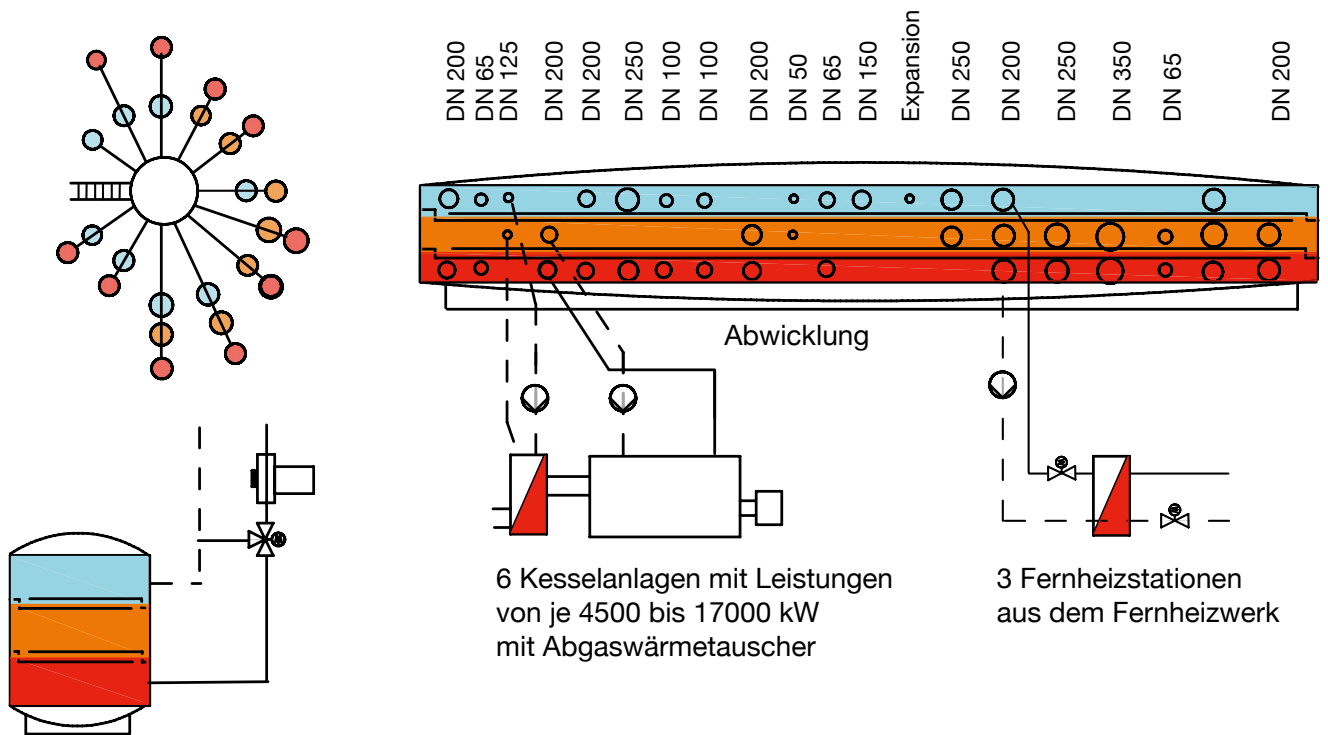 DN 200
DN 65
DN 125
DN 200
DN 200
DN 250
DN 100
DN 100
DN 200
DN 50
DN 65
DN 150
Expansion
DN 250
DN 200
DN 250
DN 350
DN 65
DN 200
Abwicklung
6 Kesselanlagen mit Leistungen
von je 4500 bis 17000 kW
mit Abgaswärmetauscher
3 Fernheizstationen
aus dem Fernheizwerk